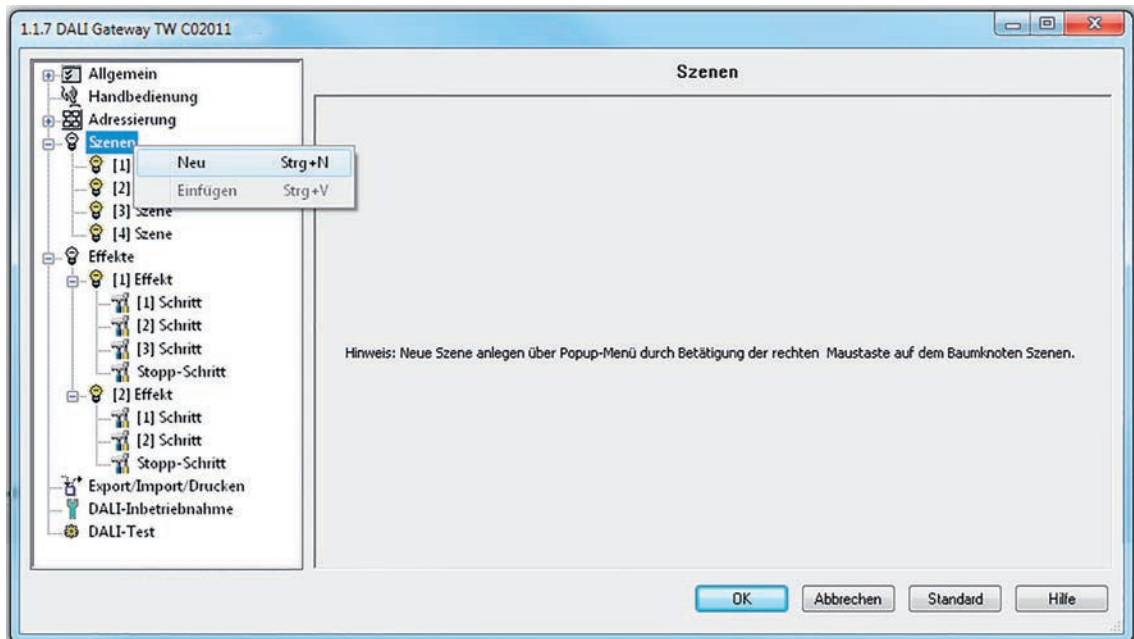 1.1.7 DALI Gateway TW C02011
Allgemein
Handbedienung
Adressierung
Szenen
[1]
[2]
[3] Szene
[4] Szene
Effekte
[1] Effekt
[1] Schritt
[2] Schritt
[3] Schritt
Stopp-Schritt
[2] Effekt
[1] Schritt
[2] Schritt
Stopp-Schritt
Export/Import/Drucken
DALI-Inbetriebnahme
DALI-Test
Neu Strg+N
Einfügen Strg+V
Szenen
Hinweis: Neue Szene anlegen über Popup-Menü durch Betätigung der rechten Maustaste auf dem Baumknoten Szenen.
OK Abbrechen Standard Hilfe